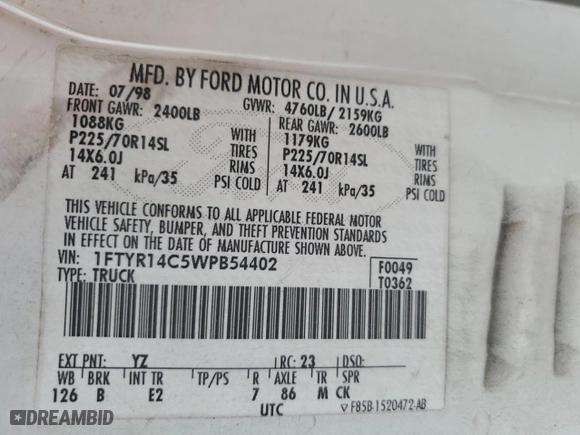 MFD. BY FORD MOTOR CO. IN U.S.A.
DATE: 07/98 GVWR: 4760LB/ 2159KG
FRONT GAWR: 2400LB REAR GAWR: 2600LB
1088KG WITH 1179KG WITH
P225/70R14SL TIRES P225/70R14SL TIRES
14X6.0J RIMS 14X6.0J RIMS
AT 241 kPa/35 PSI COLD AT 241 kPa/35 PSI COLD
THIS VEHICLE CONFORMS TO ALL APPLICABLE FEDERAL MOTOR
VEHICLE SAFETY, BUMPER, AND THEFT PREVENTION STANDARDS
IN EFFECT ON THE DATE OF MANUFACTURE SHOWN ABOVE.
VIN: 1FTYR14C5WPB54402 F0049
TYPE: TRUCK T0362
EXT PNT: YZ RC: 23 DSO:
WB BRK INT TR TP/PS R AXLE TR SPR
126 B E2 7 86 M CK
UTC F85B-1520472-AB
DREAMBID